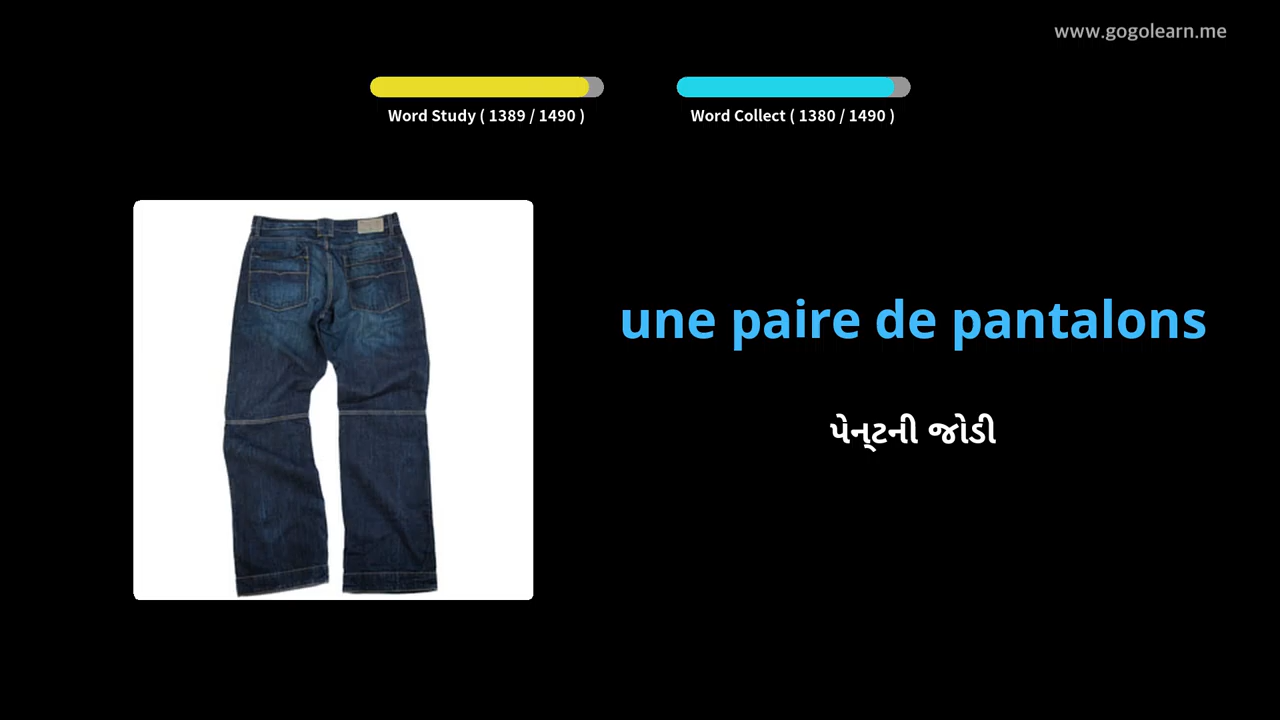 www.gogolearn.me
Word Study ( 1389 / 1490 )
Word Collect ( 1380 / 1490 )
une paire de pantalons
પેન્ટની જોડી